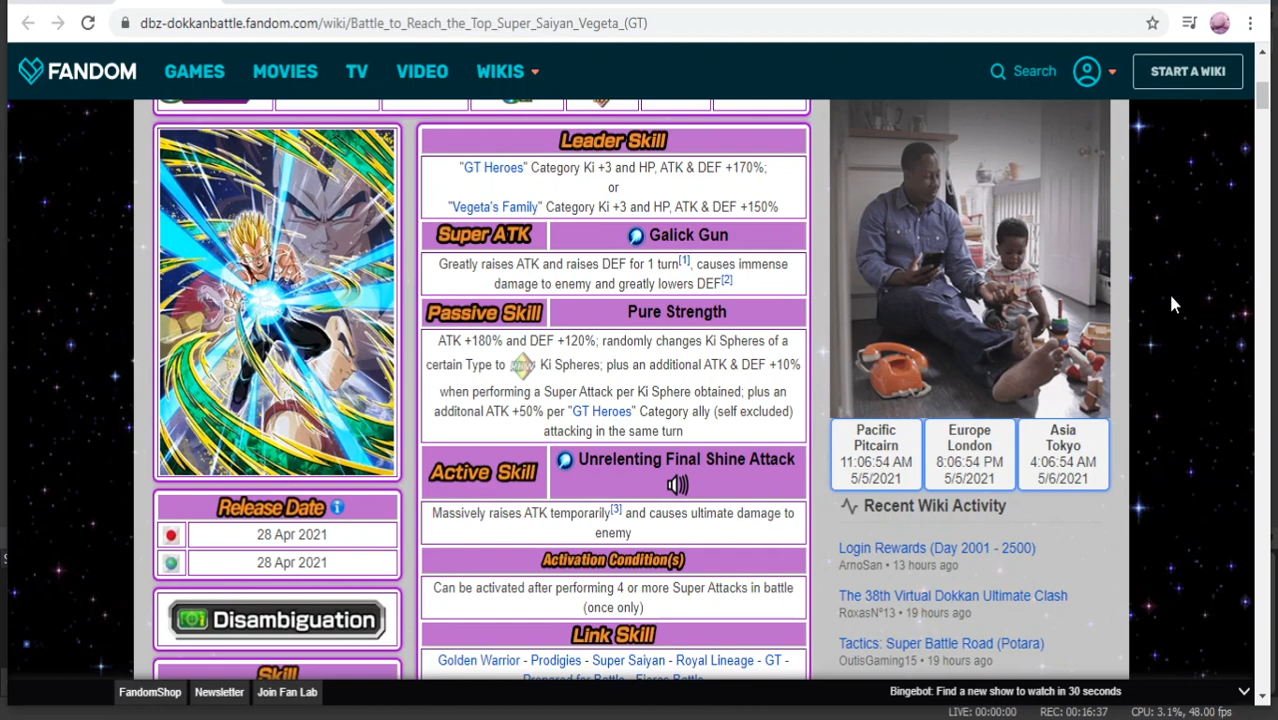 dbz-dokkanbattle.fandom.com/wiki/Battle_to_Reach_the_Top_Super_Saiyan_Vegeta_(GT)
FANDOM GAMES MOVIES TV VIDEO WIKIS Search START A WIKI
Leader Skill
"GT Heroes" Category Ki +3 and HP, ATK & DEF +170%;
or
"Vegeta's Family" Category Ki +3 and HP, ATK & DEF +150%
Super ATK Galick Gun
Greatly raises ATK and raises DEF for 1 turn[1], causes immense
damage to enemy and greatly lowers DEF[2]
Passive Skill Pure Strength
ATK +180% and DEF +120%; randomly changes Ki Spheres of a
certain Type to Ki Spheres; plus an additional ATK & DEF +10%
when performing a Super Attack per Ki Sphere obtained; plus an
additonal ATK +50% per "GT Heroes" Category ally (self excluded)
attacking in the same turn
Active Skill Unrelenting Final Shine Attack
Massively raises ATK temporarily[3] and causes ultimate damage to
enemy
Activation Condition(s)
Can be activated after performing 4 or more Super Attacks in battle
(once only)
Link Skill
Golden Warrior - Prodigies - Super Saiyan - Royal Lineage - GT -
Prepared for Battle - Fierce Battle
Release Date
28 Apr 2021
28 Apr 2021
Disambiguation
Skill
Pacific
Pitcairn
11:06:54 AM
5/5/2021
Europe
London
8:06:54 PM
5/5/2021
Asia
Tokyo
4:06:54 AM
5/6/2021
Recent Wiki Activity
Login Rewards (Day 2001 - 2500)
ArnoSan • 13 hours ago
The 38th Virtual Dokkan Ultimate Clash
RoxasN°13 • 19 hours ago
Tactics: Super Battle Road (Potara)
OutisGaming15 • 19 hours ago
FandomShop Newsletter Join Fan Lab Bingebot: Find a new show to watch in 30 seconds
LIVE: 00:00:00 REC: 00:16:37 CPU: 3.1%, 48.00 fps